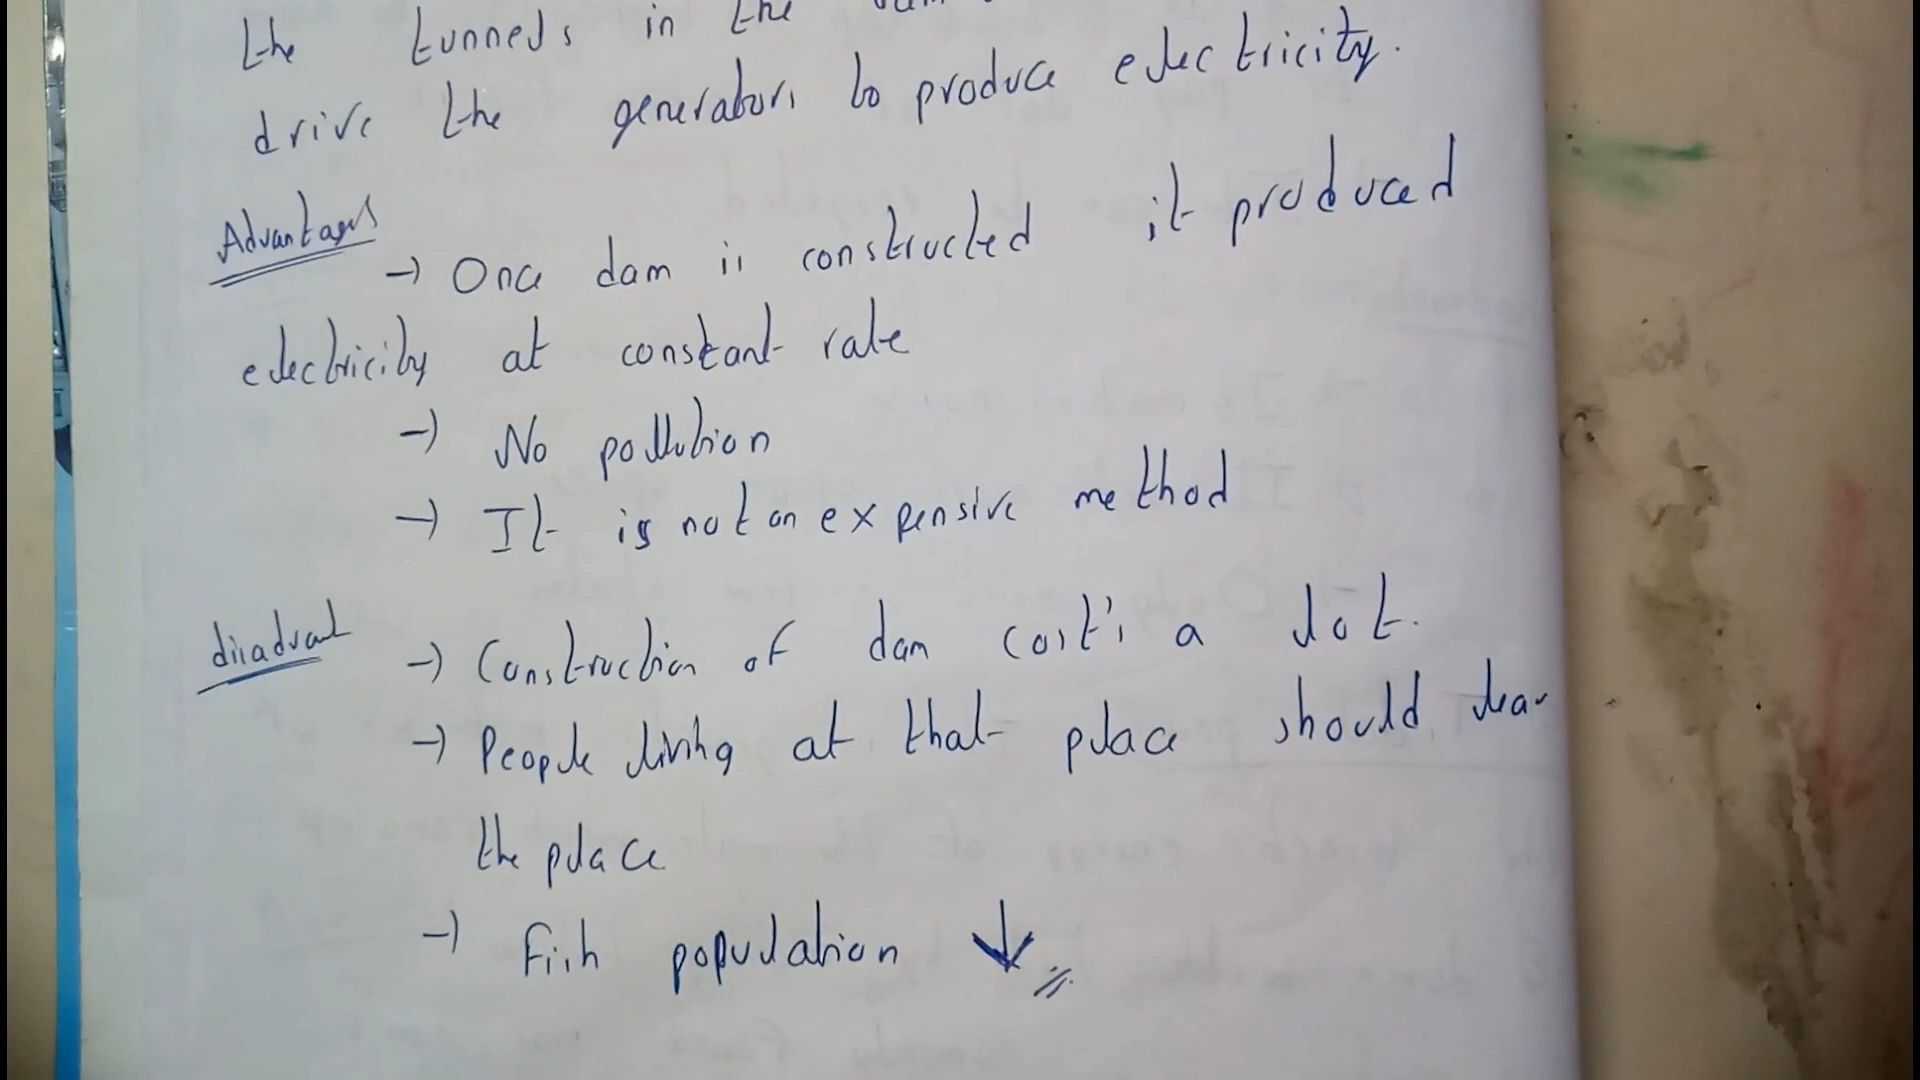 the tunnels in the
drive the generators to produce electricity.
Advantages
→ Once dam is constructed it produced
electricity at constant rate
→ No pollution
→ It is not an expensive method
disadvant
→ Construction of dam cost's a lot.
→ People living at that place should
the place
→ Fish population ↓